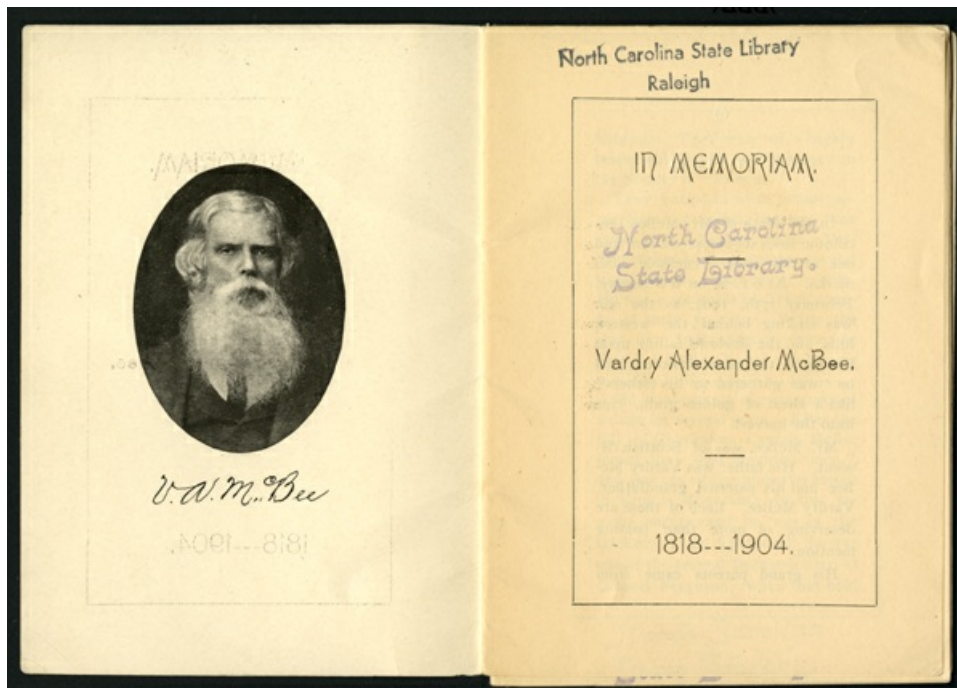 V. A. McBee
North Carolina State Library
Raleigh
IN MEMORIAM.
North Carolina
State Library.
Vardry Alexander McBee.
1818---1904.